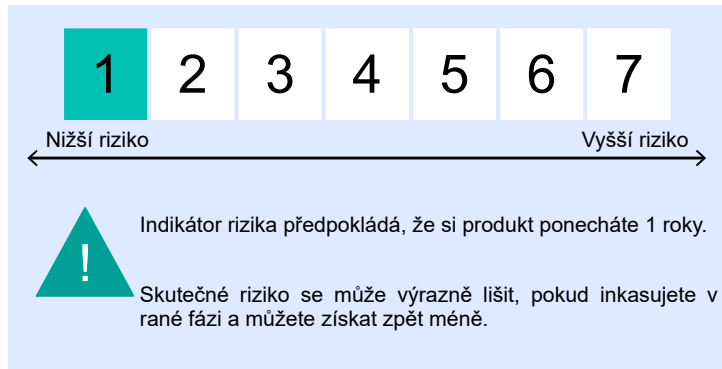 1 2 3 4 5 6 7
Nižší riziko Vyšší riziko
Indikátor rizika předpokládá, že si produkt ponecháte 1 roky.
!
Skutečné riziko se může výrazně lišit, pokud inkasujete v
rané fázi a můžete získat zpět méně.